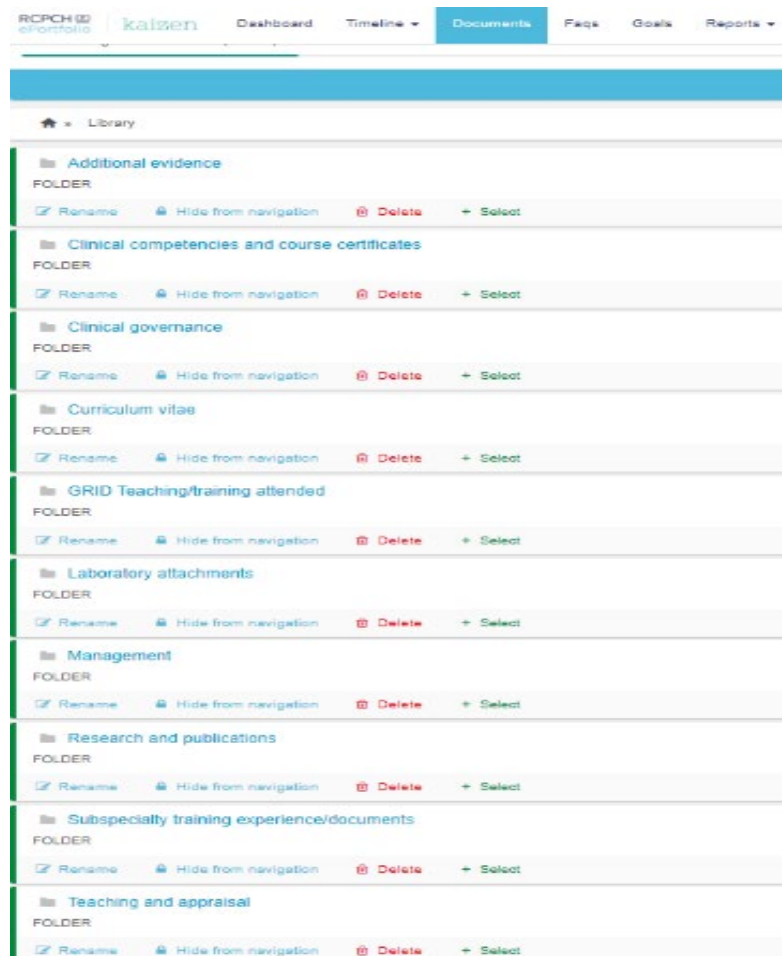 RCPCH
ePortfolio
kaizen
Dashboard
Timeline
Documents
Faqs
Goals
Reports
» Library
Additional evidence
FOLDER
Rename Hide from navigation Delete + Select
Clinical competencies and course certificates
FOLDER
Rename Hide from navigation Delete + Select
Clinical governance
FOLDER
Rename Hide from navigation Delete + Select
Curriculum vitae
FOLDER
Rename Hide from navigation Delete + Select
GRID Teaching/training attended
FOLDER
Rename Hide from navigation Delete + Select
Laboratory attachments
FOLDER
Rename Hide from navigation Delete + Select
Management
FOLDER
Rename Hide from navigation Delete + Select
Research and publications
FOLDER
Rename Hide from navigation Delete + Select
Subspecialty training experience/documents
FOLDER
Rename Hide from navigation Delete + Select
Teaching and appraisal
FOLDER
Rename Hide from navigation Delete + Select